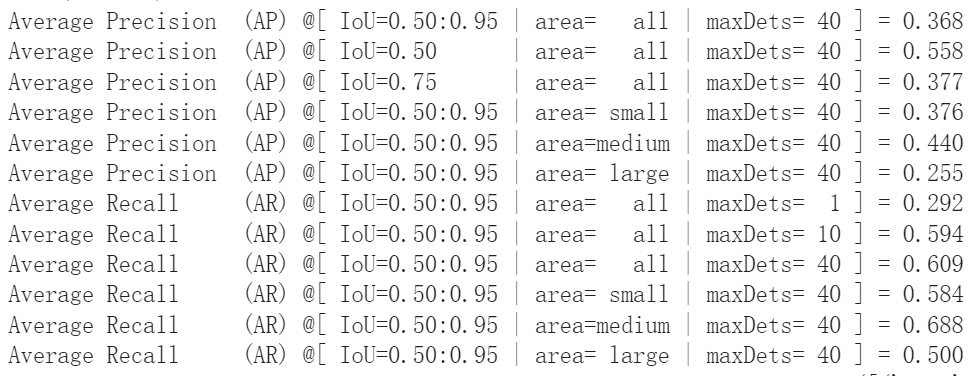 Average Precision (AP) @[ IoU=0.50:0.95 | area= all | maxDets= 40 ] = 0.368
Average Precision (AP) @[ IoU=0.50 | area= all | maxDets= 40 ] = 0.558
Average Precision (AP) @[ IoU=0.75 | area= all | maxDets= 40 ] = 0.377
Average Precision (AP) @[ IoU=0.50:0.95 | area= small | maxDets= 40 ] = 0.376
Average Precision (AP) @[ IoU=0.50:0.95 | area=medium | maxDets= 40 ] = 0.440
Average Precision (AP) @[ IoU=0.50:0.95 | area= large | maxDets= 40 ] = 0.255
Average Recall (AR) @[ IoU=0.50:0.95 | area= all | maxDets= 1 ] = 0.292
Average Recall (AR) @[ IoU=0.50:0.95 | area= all | maxDets= 10 ] = 0.594
Average Recall (AR) @[ IoU=0.50:0.95 | area= all | maxDets= 40 ] = 0.609
Average Recall (AR) @[ IoU=0.50:0.95 | area= small | maxDets= 40 ] = 0.584
Average Recall (AR) @[ IoU=0.50:0.95 | area=medium | maxDets= 40 ] = 0.688
Average Recall (AR) @[ IoU=0.50:0.95 | area= large | maxDets= 40 ] = 0.500